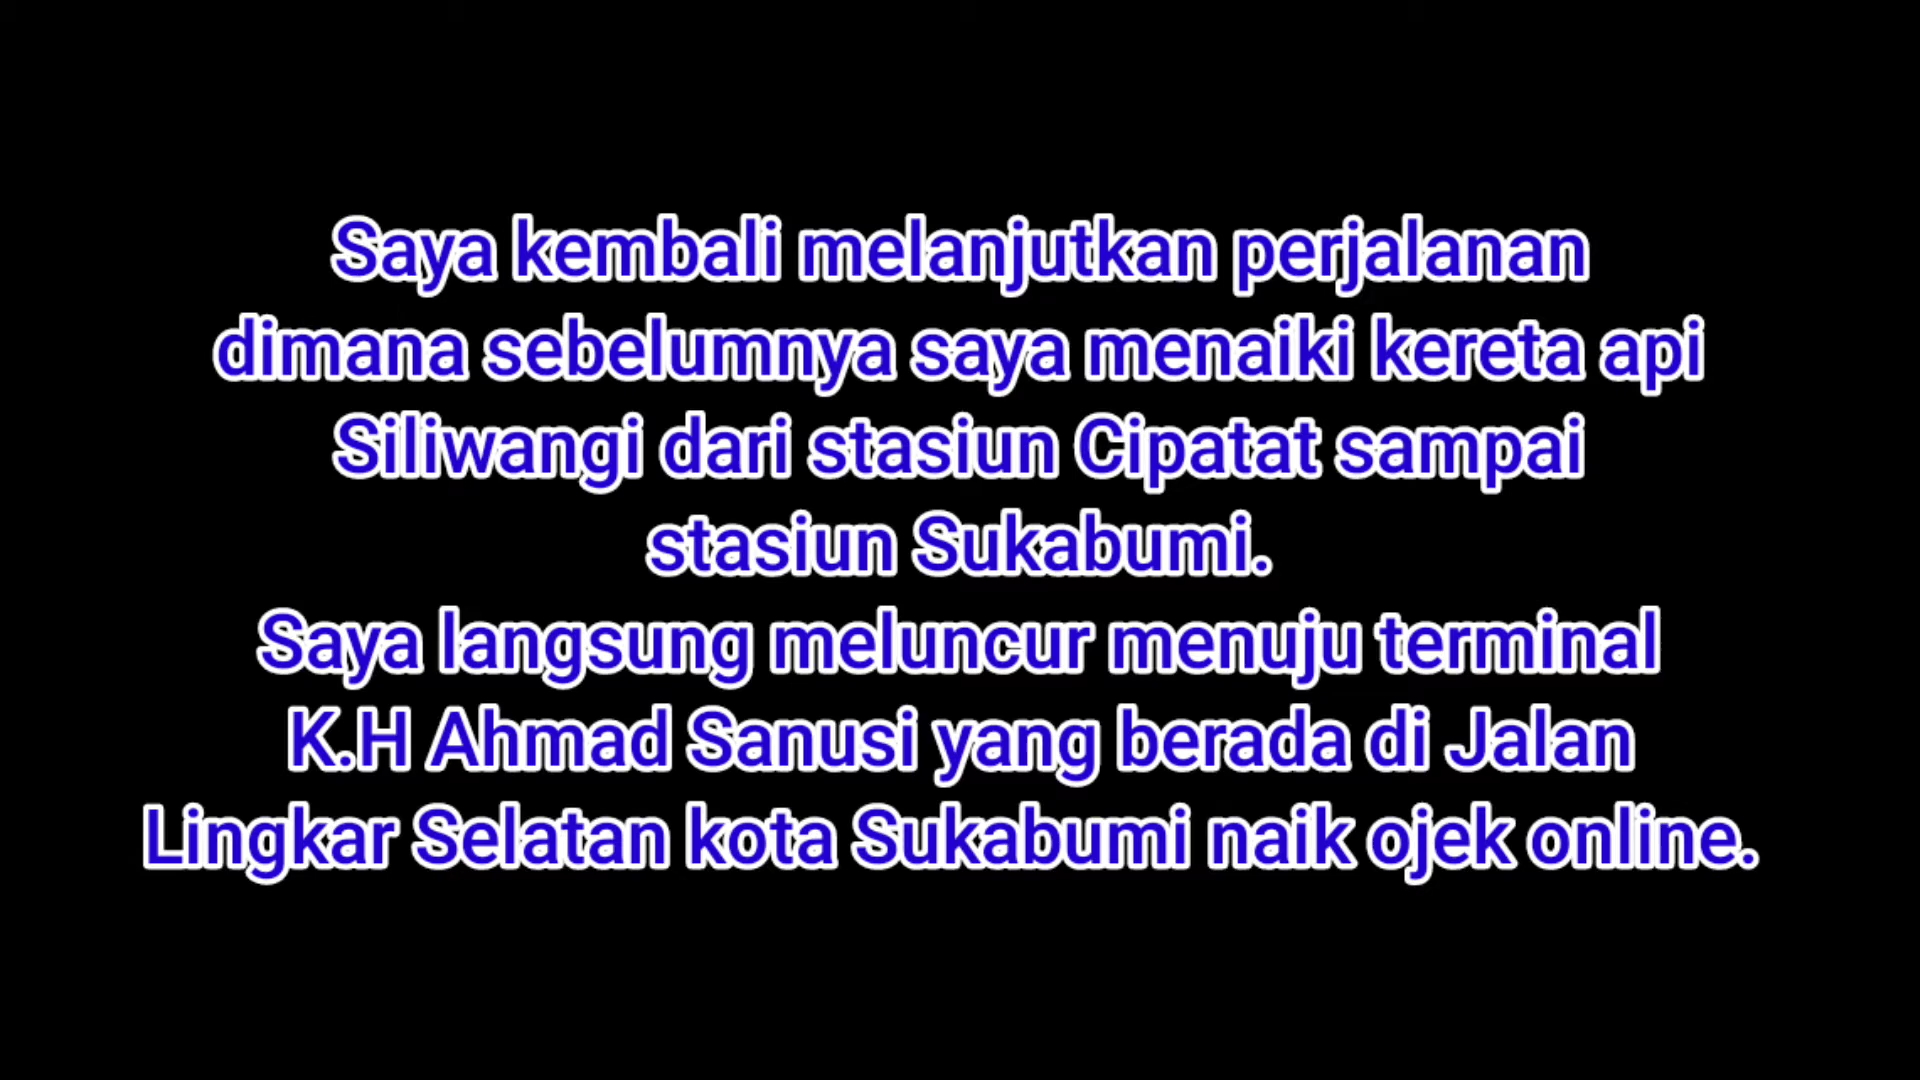 Saya kembali melanjutkan perjalanan
dimana sebelumnya saya menaiki kereta api
Siliwangi dari stasiun Cipatat sampai
stasiun Sukabumi.
Saya langsung meluncur menuju terminal
K.H Ahmad Sanusi yang berada di Jalan
Lingkar Selatan kota Sukabumi naik ojek online.